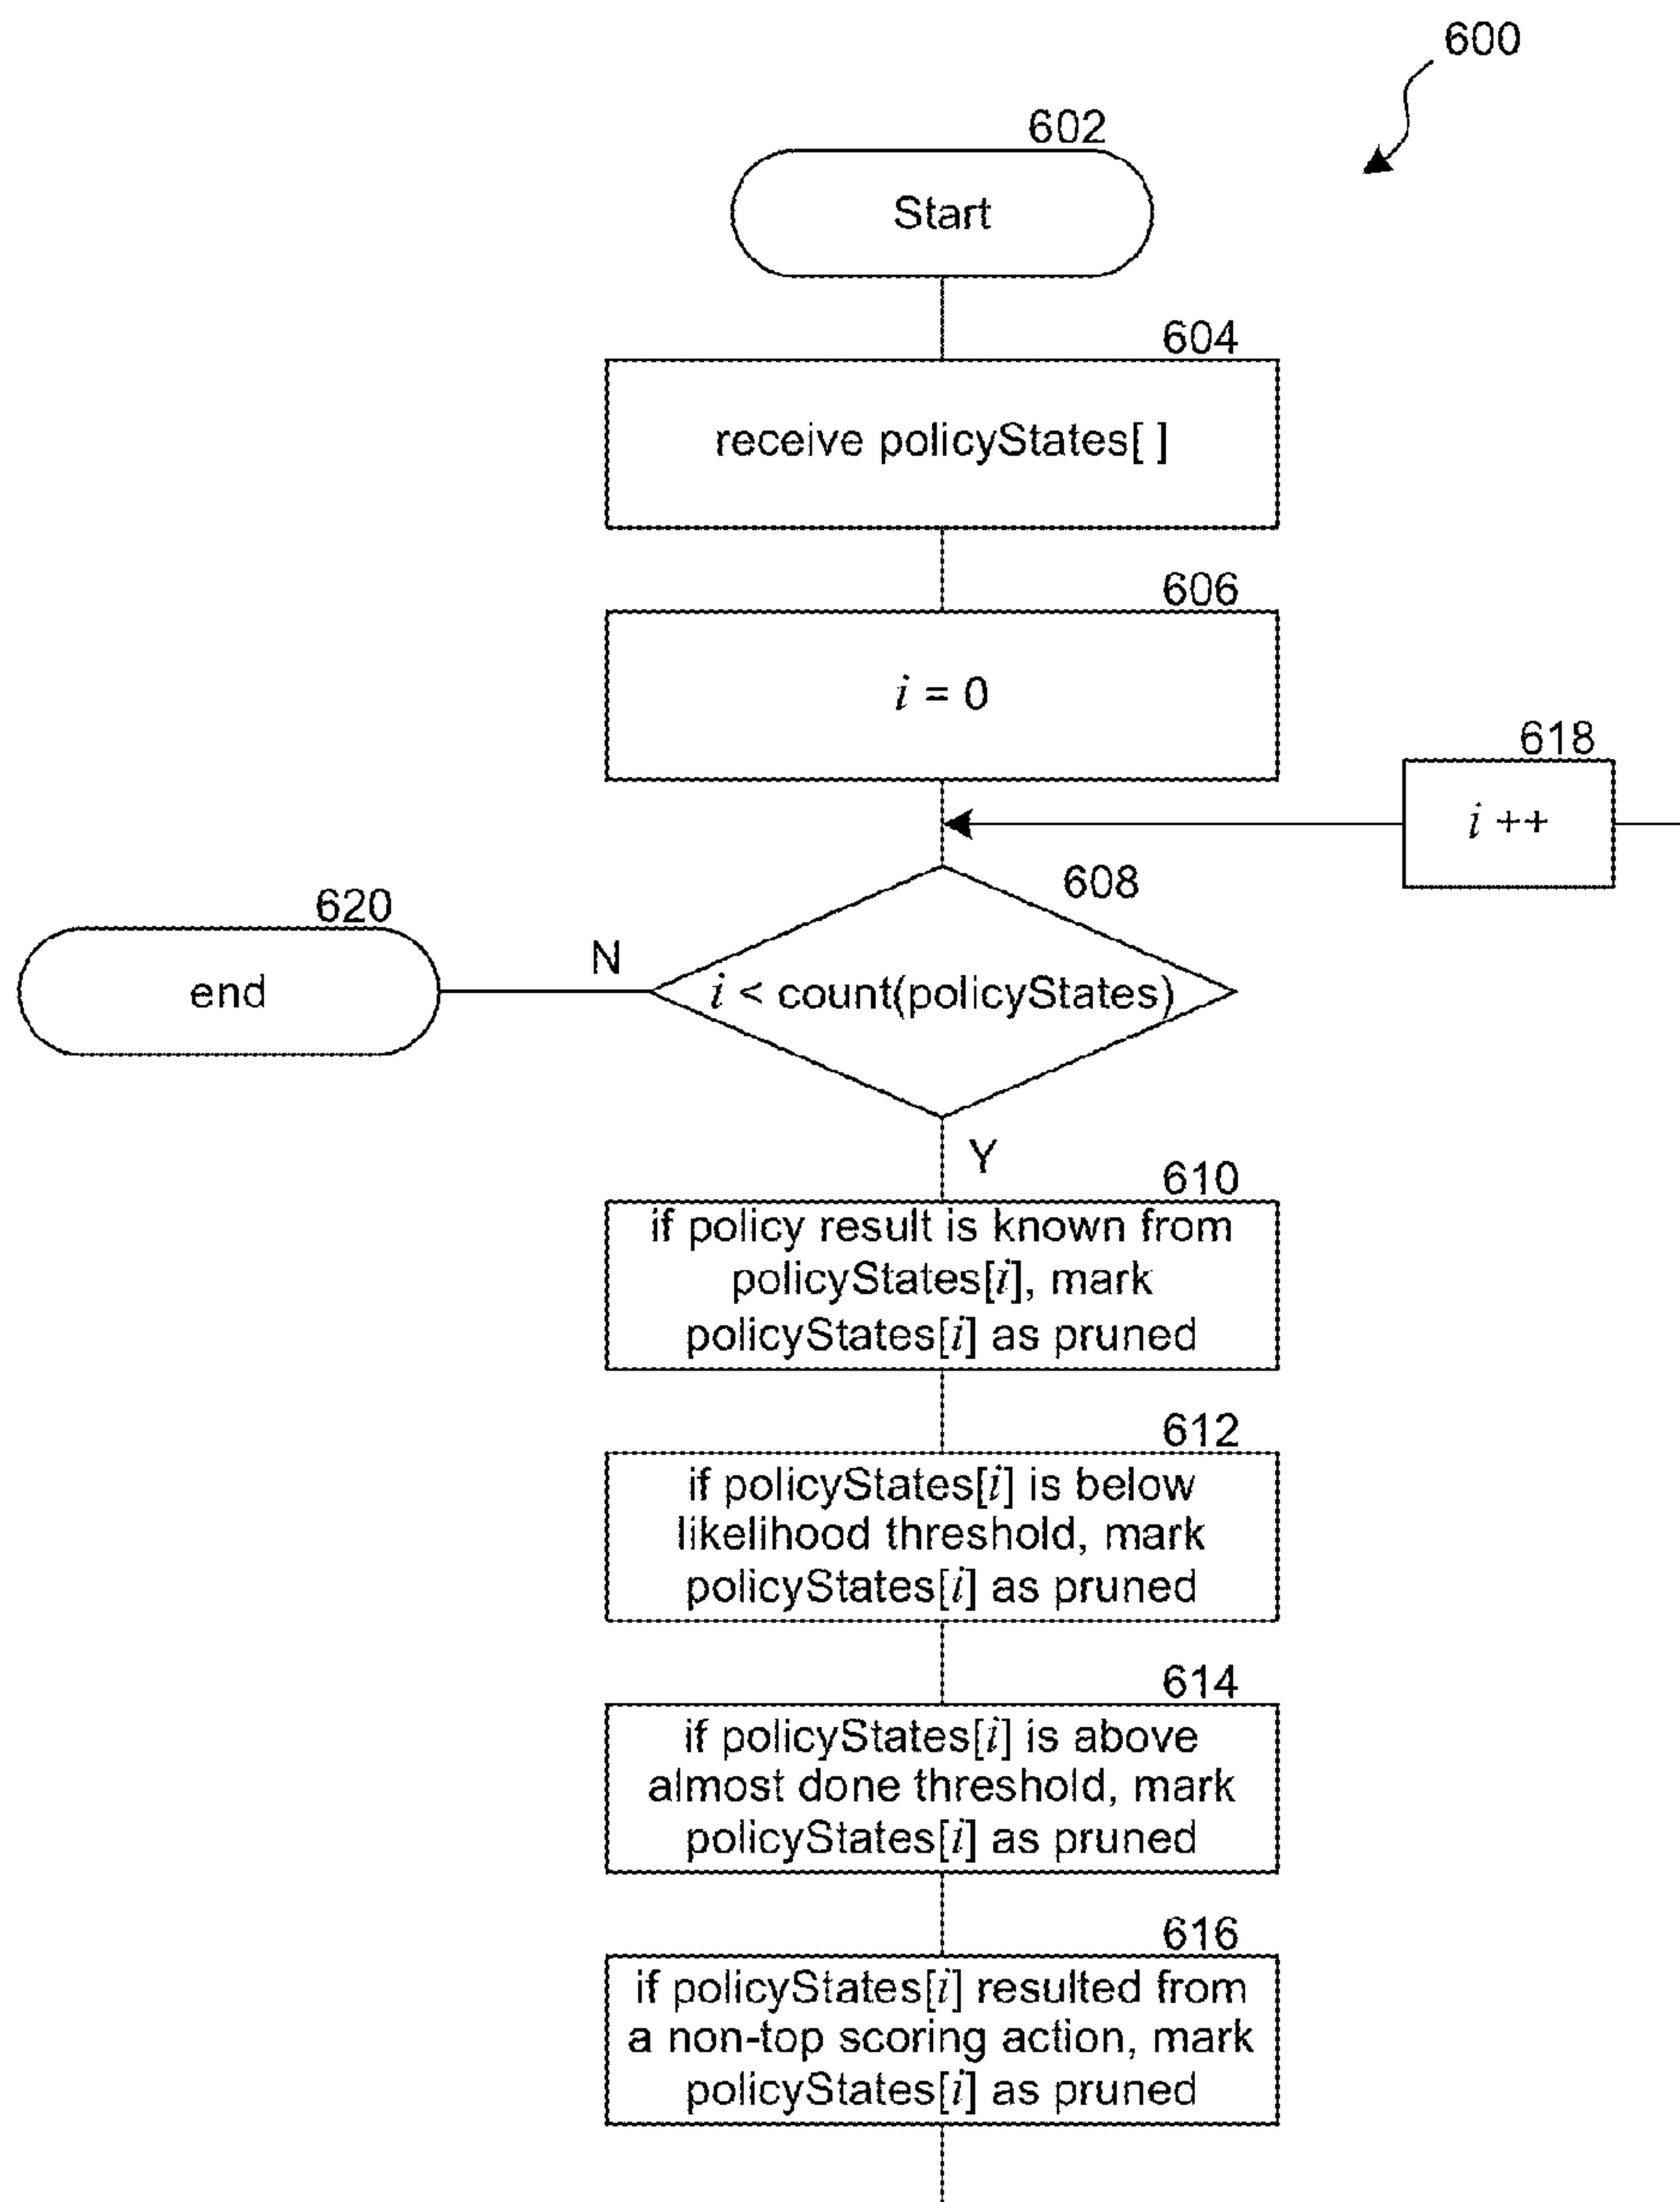 600
602
Start
604
receive policyStates[ ]
606
i = 0
618
i ++
608
i < count(policyStates)
620
end
N
Y
610
if policy result is known from
policyStates[i], mark
policyStates[i] as pruned
612
if policyStates[i] is below
likelihood threshold, mark
policyStates[i] as pruned
614
if policyStates[i] is above
almost done threshold, mark
policyStates[i] as pruned
616
if policyStates[i] resulted from
a non-top scoring action, mark
policyStates[i] as pruned